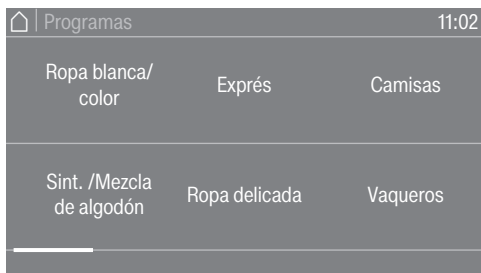 Programas 11:02
Ropa blanca/
color
Exprés
Camisas
Sint. /Mezcla
de algodón
Ropa delicada
Vaqueros